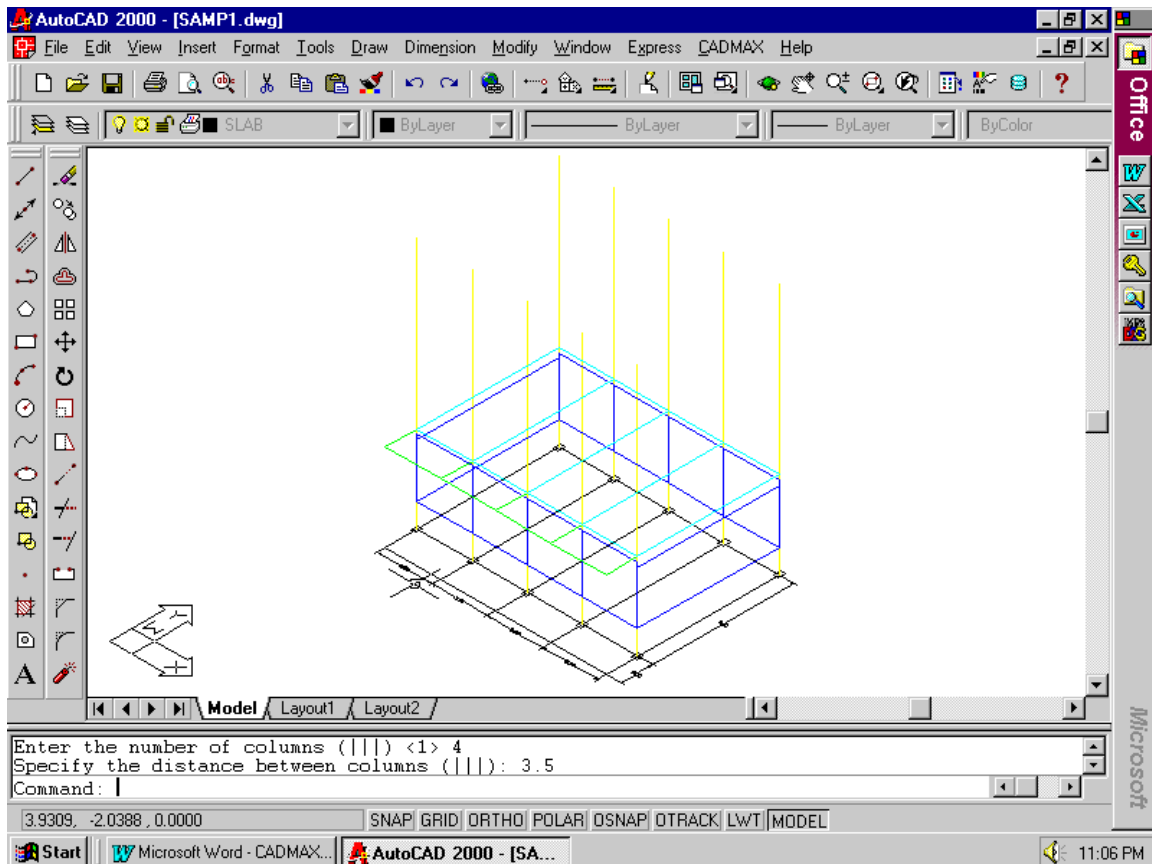 AutoCAD 2000 - [SAMP1.dwg]
File Edit View Insert Format Tools Draw Dimension Modify Window Express CADMAX Help
SLAB ByLayer ByLayer ByLayer ByColor
Office
Model Layout1 Layout2
Enter the number of columns (|||) <1> 4
Specify the distance between columns (|||): 3.5
Command:
3.9309, -2.0388 , 0.0000 SNAP GRID ORTHO POLAR OSNAP OTRACK LWT MODEL
Microsoft
Start Microsoft Word - CADMAX... AutoCAD 2000 - [SA... 11:06 PM